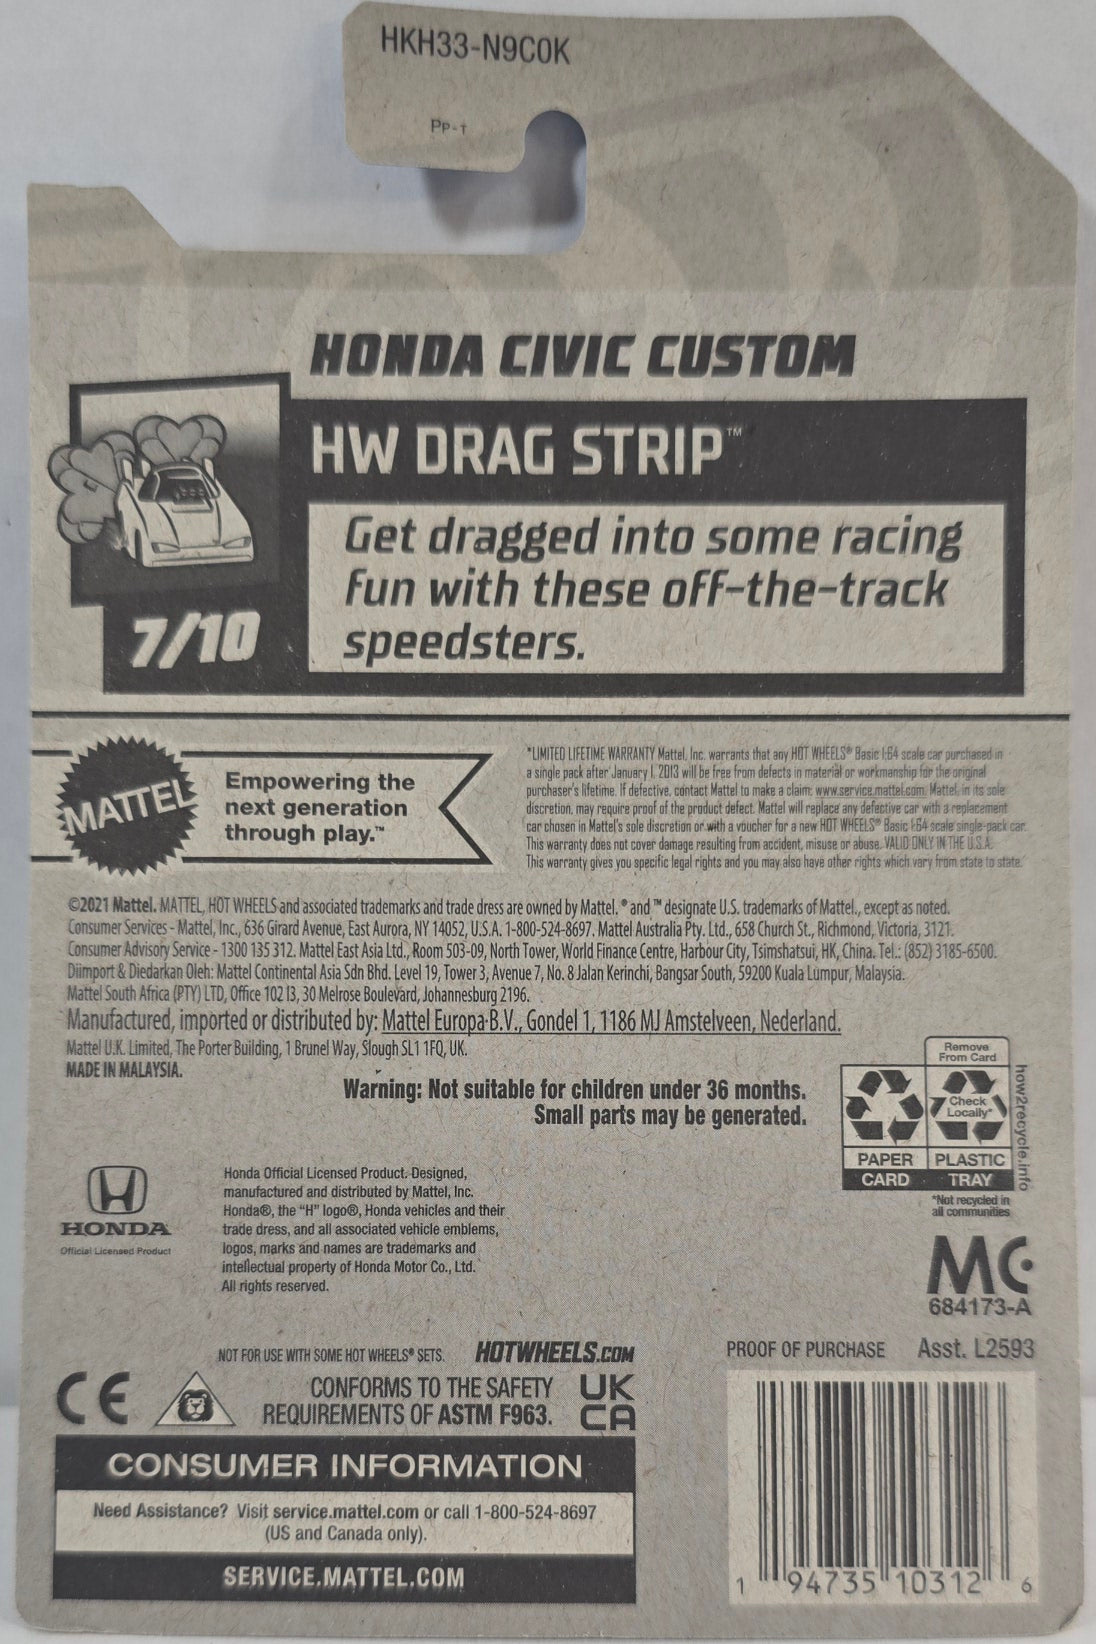 HKH33-N9C0K
PP-T
HONDA CIVIC CUSTOM
HW DRAG STRIP™
Get dragged into some racing
fun with these off-the-track
speedsters.
7/10
MATTEL
Empowering the
next generation
through play.™
*LIMITED LIFETIME WARRANTY Mattel, Inc. warrants that any HOT WHEELS® Basic 1:64 scale car purchased in
a single pack after January 1, 2013 will be free from defects in material or workmanship for the original
purchaser's lifetime. If defective, contact Mattel to make a claim: www.service.mattel.com. Mattel, in its sole
discretion, may require proof of the product defect. Mattel will replace any defective car with a replacement
car chosen in Mattel's sole discretion or with a voucher for a new HOT WHEELS® Basic 1:64 scale single-pack car.
This warranty does not cover damage resulting from accident, misuse or abuse. VALID ONLY IN THE U.S.A.
This warranty gives you specific legal rights and you may also have other rights which vary from state to state.
©2021 Mattel. MATTEL, HOT WHEELS and associated trademarks and trade dress are owned by Mattel. ® and ™ designate U.S. trademarks of Mattel., except as noted.
Consumer Services - Mattel, Inc., 636 Girard Avenue, East Aurora, NY 14052, U.S.A. 1-800-524-8697. Mattel Australia Pty. Ltd., 658 Church St., Richmond, Victoria, 3121.
Consumer Advisory Service - 1300 135 312. Mattel East Asia Ltd., Room 503-09, North Tower, World Finance Centre, Harbour City, Tsimshatsui, HK, China. Tel.: (852) 3185-6500.
Diimport & Diedarkan Oleh: Mattel Continental Asia Sdn Bhd. Level 19, Tower 3, Avenue 7, No. 8 Jalan Kerinchi, Bangsar South, 59200 Kuala Lumpur, Malaysia.
Mattel South Africa (PTY) LTD, Office 102 I3, 30 Melrose Boulevard, Johannesburg 2196.
Manufactured, imported or distributed by: Mattel Europa B.V., Gondel 1, 1186 MJ Amstelveen, Nederland.
Mattel U.K. Limited, The Porter Building, 1 Brunel Way, Slough SL1 1FQ, UK.
MADE IN MALAYSIA.
Warning: Not suitable for children under 36 months.
Small parts may be generated.
Remove
From Card
Check
Locally*
PAPER
PLASTIC
CARD
TRAY
how2recycle.info
*Not recycled in
all communities
HONDA
Official Licensed Product
Honda Official Licensed Product. Designed,
manufactured and distributed by Mattel, Inc.
Honda®, the "H" logo®, Honda vehicles and their
trade dress, and all associated vehicle emblems,
logos, marks and names are trademarks and
intellectual property of Honda Motor Co., Ltd.
All rights reserved.
MC
684173-A
NOT FOR USE WITH SOME HOT WHEELS® SETS.
HOTWHEELS.COM
PROOF OF PURCHASE
Asst. L2593
CE
CONFORMS TO THE SAFETY
REQUIREMENTS OF ASTM F963.
UK
CA
CONSUMER INFORMATION
Need Assistance? Visit service.mattel.com or call 1-800-524-8697
(US and Canada only).
SERVICE.MATTEL.COM
1 94735 10312 6